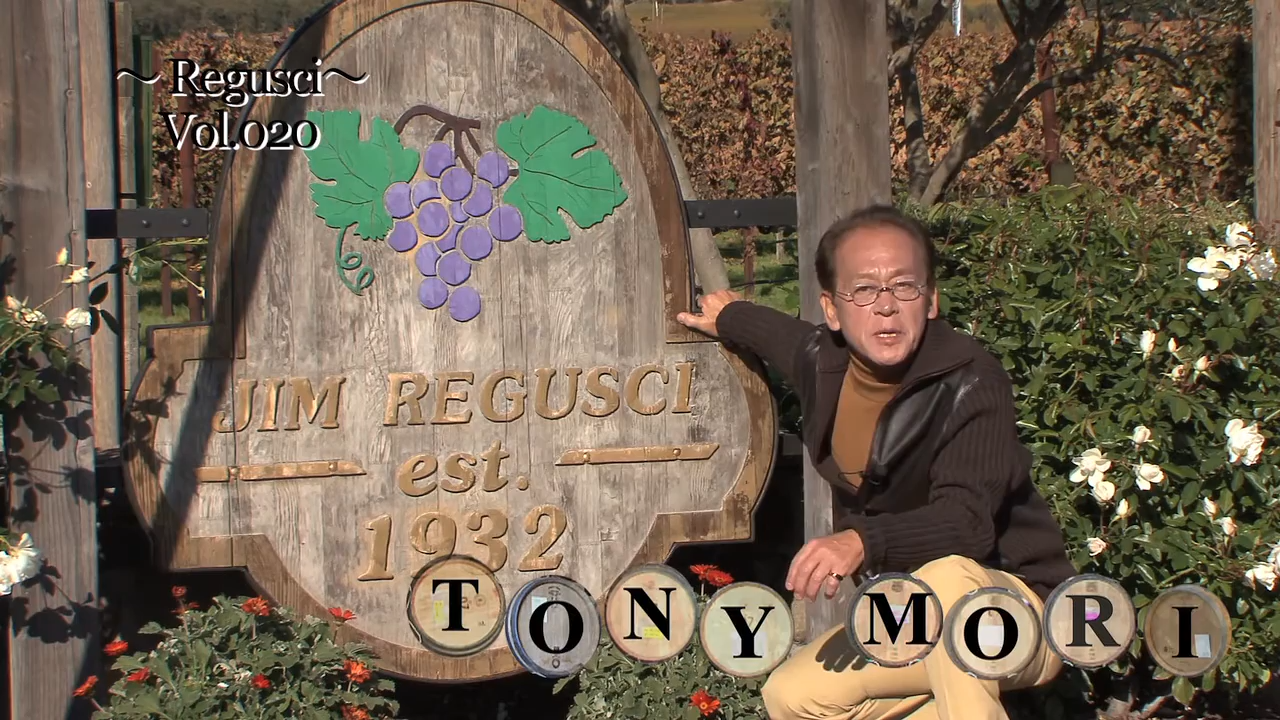 ～ Regusci～
Vol.020
JIM REGUSCI
est.
1932
TONY MORI